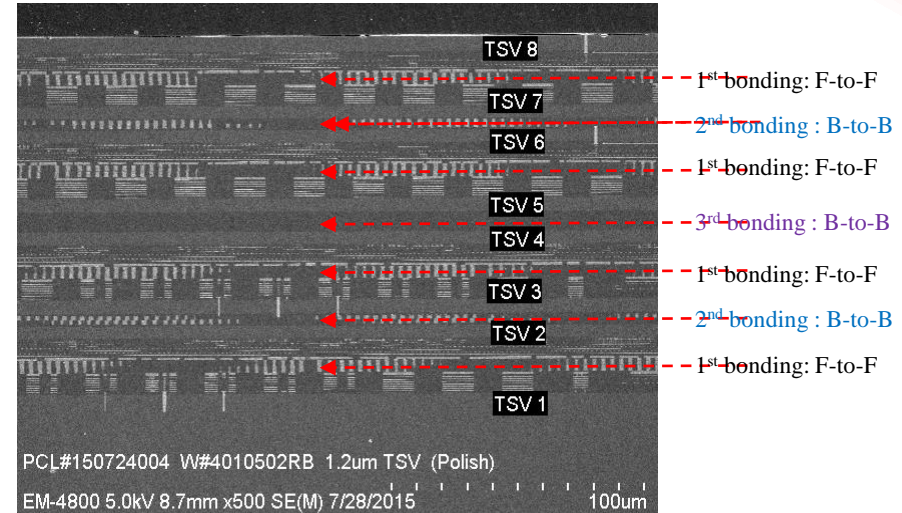 TSV 8
1st bonding: F-to-F
TSV 7
2nd bonding : B-to-B
TSV 6
1st bonding: F-to-F
TSV 5
3rd bonding : B-to-B
TSV 4
1st bonding: F-to-F
TSV 3
2nd bonding : B-to-B
TSV 2
1st bonding: F-to-F
TSV 1
PCL#150724004 W#4010502RB 1.2um TSV (Polish)
EM-4800 5.0kV 8.7mm x500 SE(M) 7/28/2015 100um